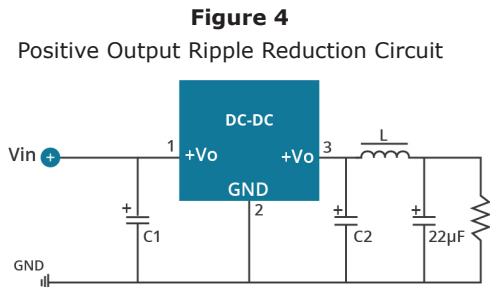 Figure 4
Positive Output Ripple Reduction Circuit
DC-DC
Vin + 1 +Vo +Vo 3 L
GND
2
+ C1 + C2 + 22μF
GND